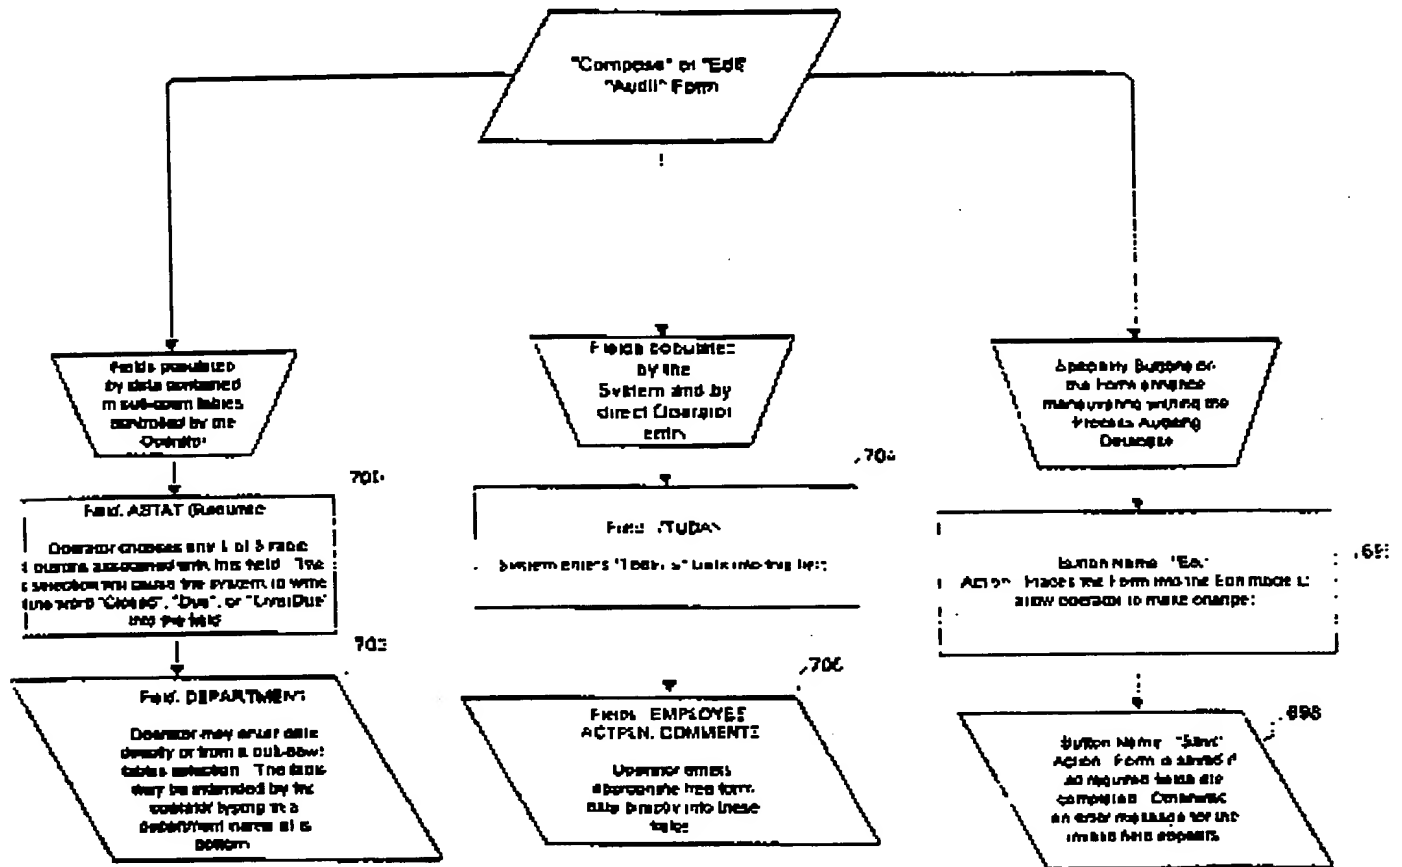 "Compose" or "Edit"
"Audit" Form
Fields populated
by data contained
in pull-down tables
controlled by the
Operator
Fields populated
by the
System and by
direct Operator
entry
Specialty Buttons on
the Form enhance
maneuvering within the
Process Auditing
Database
700
Field: ASTAT (Required
Operator chooses any 1 of 3 radio
buttons associated with this field. The
selection will cause the system to write
the word "Closed", "Due", or "OverDue"
into the field
704
Field
System enters "Today's" Date into this field
Button Name: "Edit"
Action: Places the Form into the Edit mode to
allow operator to make changes
702
Field: DEPARTMENT
Operator may enter data
directly or from a pull-down
tables selection. The table
may be extended by the
operator typing in a
department name at
bottom
706
Fields: EMPLOYEE
ACTPLN, COMMENTS
Operator enters
appropriate free form
data directly into these
fields
698
Button Name: "Save"
Action: Form is saved if
all required fields are
completed. Otherwise
an error message for the
field appears